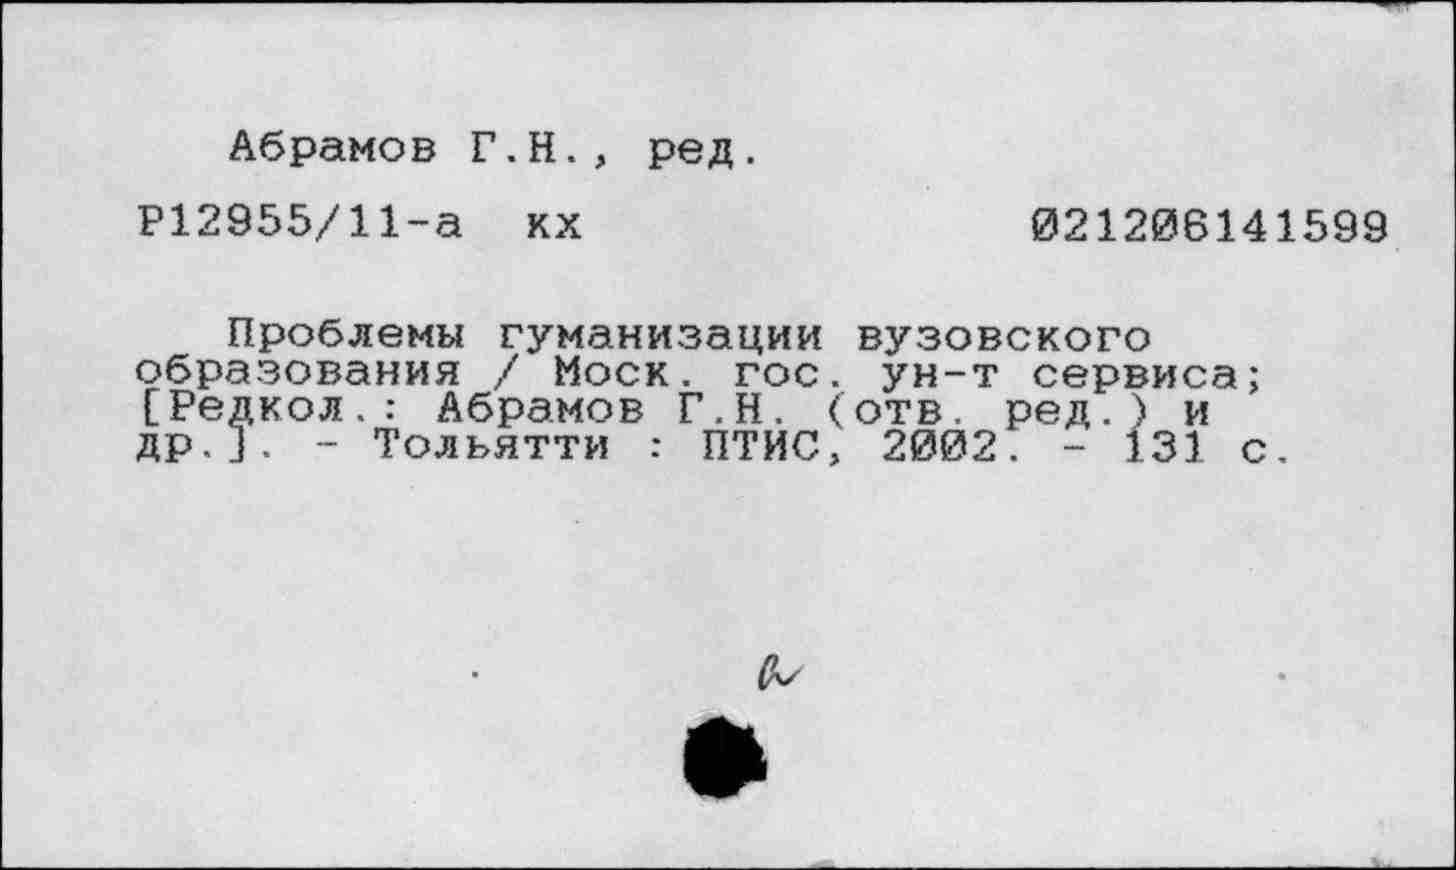 Абрамов Г.Н., ред.
Р12955/11-а кх 021206141599
Проблемы гуманизации вузовского
образования / Моск. гос. ун-т сервиса;
[Редкол.: Абрамов Г.Н. (отв. ред.) и
др.]. - Тольятти : ПТИС, 2002. - 131 с.